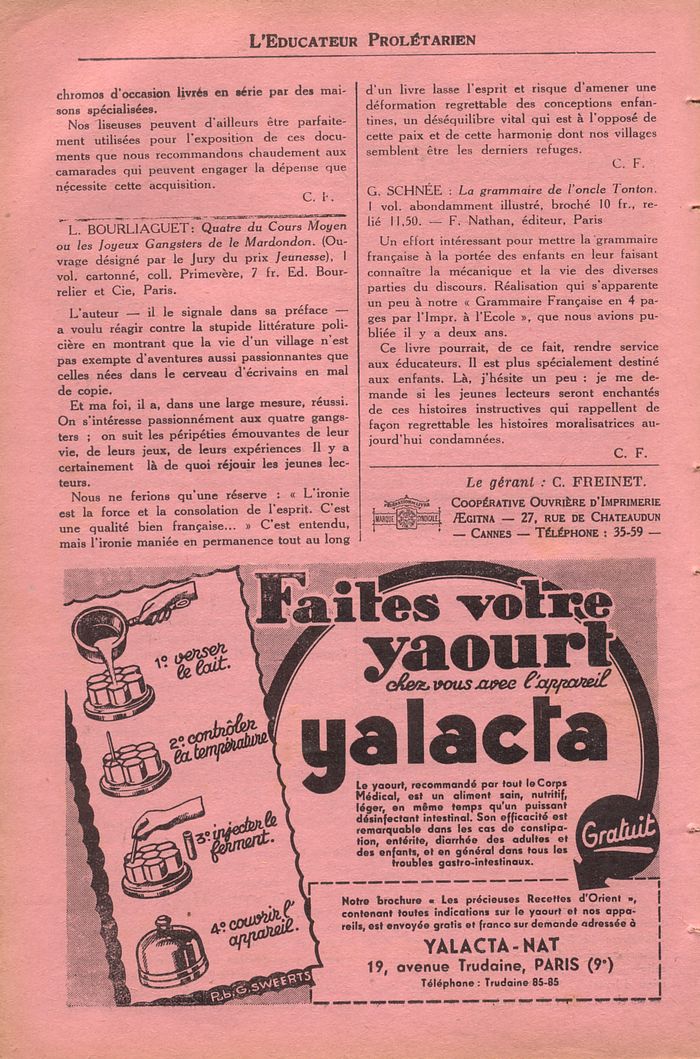 L'Educateur Prolétarien
chromos d'occasion livrés en série par des mai-
sons spécialisées.
Nos liseuses peuvent d'ailleurs être parfaite-
ment utilisées pour l'exposition de ces docu-
ments que nous recommandons chaudement aux
camarades qui peuvent engager la dépense que
nécessite cette acquisition.
C. F.
L. BOURLIAGUET : Quatre du Cours Moyen
ou les Joyeux Gangsters de le Mardondon. (Ou-
vrage désigné par le Jury du prix Jeunesse), 1
vol. cartonné, coll. Primevère, 7 fr. Ed. Bour-
relier et Cie, Paris.
L'auteur — il le signale dans sa préface —
a voulu réagir contre la stupide littérature poli-
cière en montrant que la vie d'un village n'est
pas exempte d'aventures aussi passionnantes que
celles nées dans le cerveau d'écrivains en mal
de copie.
Et ma foi, il a, dans une large mesure, réussi.
On s'intéresse passionnément aux quatre gangs-
ters ; on suit les péripéties émouvantes de leur
vie, de leurs jeux, de leurs expériences Il y a
certainement là de quoi réjouir les jeunes lec-
teurs.
Nous ne ferions qu'une réserve : « L'ironie
est la force et la consolation de l'esprit. C'est
une qualité bien française... » C'est entendu,
mais l'ironie maniée en permanence tout au long
d'un livre lasse l'esprit et risque d'amener une
déformation regrettable des conceptions enfan-
tines, un déséquilibre vital qui est à l'opposé de
cette paix et de cette harmonie dont nos villages
semblent être les derniers refuges.
C. F.
G. SCHNÉE : La grammaire de l'oncle Tonton.
1 vol. abondamment illustré, broché 10 fr., re-
lié 11,50. — F. Nathan, éditeur, Paris
Un effort intéressant pour mettre la grammaire
française à la portée des enfants en leur faisant
connaître la mécanique et la vie des diverses
parties du discours. Réalisation qui s'apparente
un peu à notre « Grammaire Française en 4 pa-
ges par l'Impr. à l'Ecole », que nous avions pu-
bliée il y a deux ans.
Ce livre pourrait, de ce fait, rendre service
aux éducateurs. Il est plus spécialement destiné
aux enfants. Là, j'hésite un peu : je me de-
mande si les jeunes lecteurs seront enchantés
de ces histoires instructives qui rappellent de
façon regrettable les histoires moralisatrices au-
jourd'hui condamnées.
C. F.
Le gérant : C. FREINET.
MARQUE SYNDICALE
Coopérative Ouvrière d'Imprimerie
Ægitna — 27, rue de Chateaudun
— Cannes — Téléphone : 35-59 —
Faites votre
yaourt
chez vous avec l'appareil
yalacta
1º verser
le lait.
2º contrôler
la température
3º injecter le
ferment.
4º couvrir l'
appareil.
P.b.G. SWEERTS
Le yaourt, recommandé par tout le Corps
Médical, est un aliment sain, nutritif,
léger, en même temps qu'un puissant
désinfectant intestinal. Son efficacité est
remarquable dans les cas de constipa-
tion, entérite, diarrhée des adultes et
des enfants, et en général dans tous les
troubles gastro-intestinaux.
Gratuit
Notre brochure « Les précieuses Recettes d'Orient »,
contenant toutes indications sur le yaourt et nos appa-
reils, est envoyée gratis et franco sur demande adressée à
YALACTA-NAT
19, avenue Trudaine, PARIS (9e)
Téléphone : Trudaine 85-85